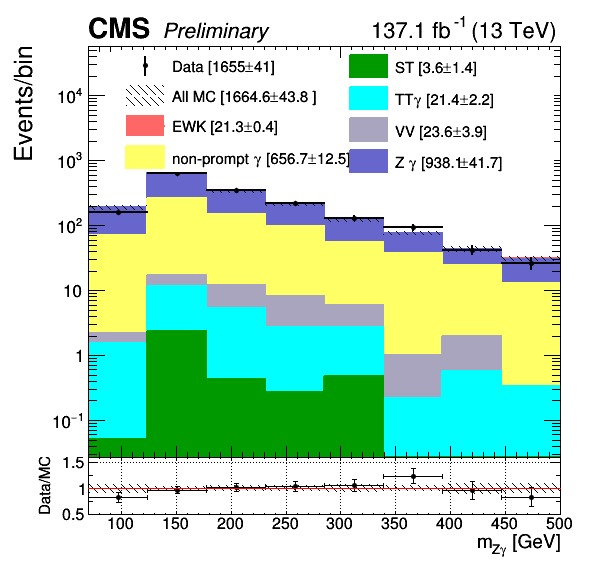 CMS Preliminary 137.1 fb⁻¹ (13 TeV)
Events/bin
Data [1655±41]
All MC [1664.6±43.8 ]
EWK [21.3±0.4]
non-prompt γ [656.7±12.5]
ST [3.6±1.4]
TTγ [21.4±2.2]
VV [23.6±3.9]
Z γ [938.1±41.7]
10⁴
10³
10²
10
1
10⁻¹
Data/MC
1.5
1
0.5
100 150 200 250 300 350 400 450 500
m_Zγ [GeV]